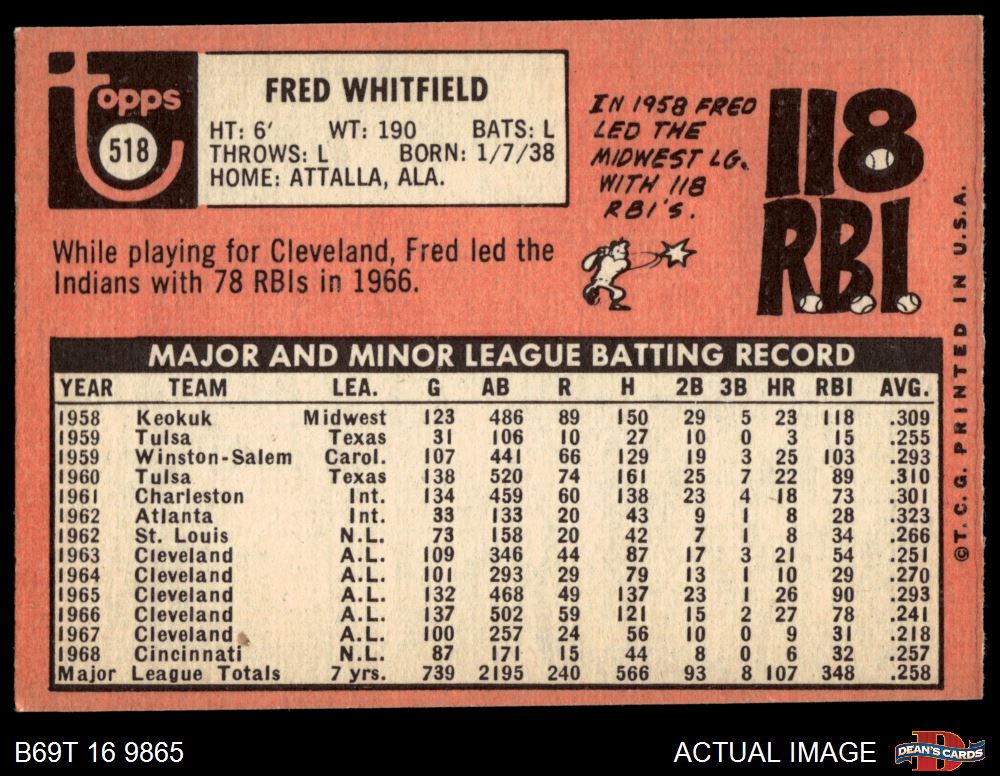 Topps
518
FRED WHITFIELD
HT: 6' WT: 190 BATS: L
THROWS: L BORN: 1/7/38
HOME: ATTALLA, ALA.
IN 1958 FRED
LED THE
MIDWEST LG.
WITH 118
RBI'S.
118
RBI
While playing for Cleveland, Fred led the
Indians with 78 RBIs in 1966.
MAJOR AND MINOR LEAGUE BATTING RECORD
YEAR TEAM LEA. G AB R H 2B 3B HR RBI AVG.
1958 Keokuk Midwest 123 486 89 150 29 5 23 118 .309
1959 Tulsa Texas 31 106 10 27 10 0 3 15 .255
1959 Winston-Salem Carol. 107 441 66 129 19 3 25 103 .293
1960 Tulsa Texas 138 520 74 161 25 7 22 89 .310
1961 Charleston Int. 134 459 60 138 23 4 18 73 .301
1962 Atlanta Int. 33 133 20 43 9 1 8 28 .323
1962 St. Louis N.L. 73 158 20 42 7 1 8 34 .266
1963 Cleveland A.L. 109 346 44 87 17 3 21 54 .251
1964 Cleveland A.L. 101 293 29 79 13 1 10 29 .270
1965 Cleveland A.L. 132 468 49 137 23 1 26 90 .293
1966 Cleveland A.L. 137 502 59 121 15 2 27 78 .241
1967 Cleveland A.L. 100 257 24 56 10 0 9 31 .218
1968 Cincinnati N.L. 87 171 15 44 8 0 6 32 .257
Major League Totals 7 yrs. 739 2195 240 566 93 8 107 348 .258
©T. C. G. PRINTED IN U.S.A.
B69T 16 9865
ACTUAL IMAGE
DEAN'S CARDS